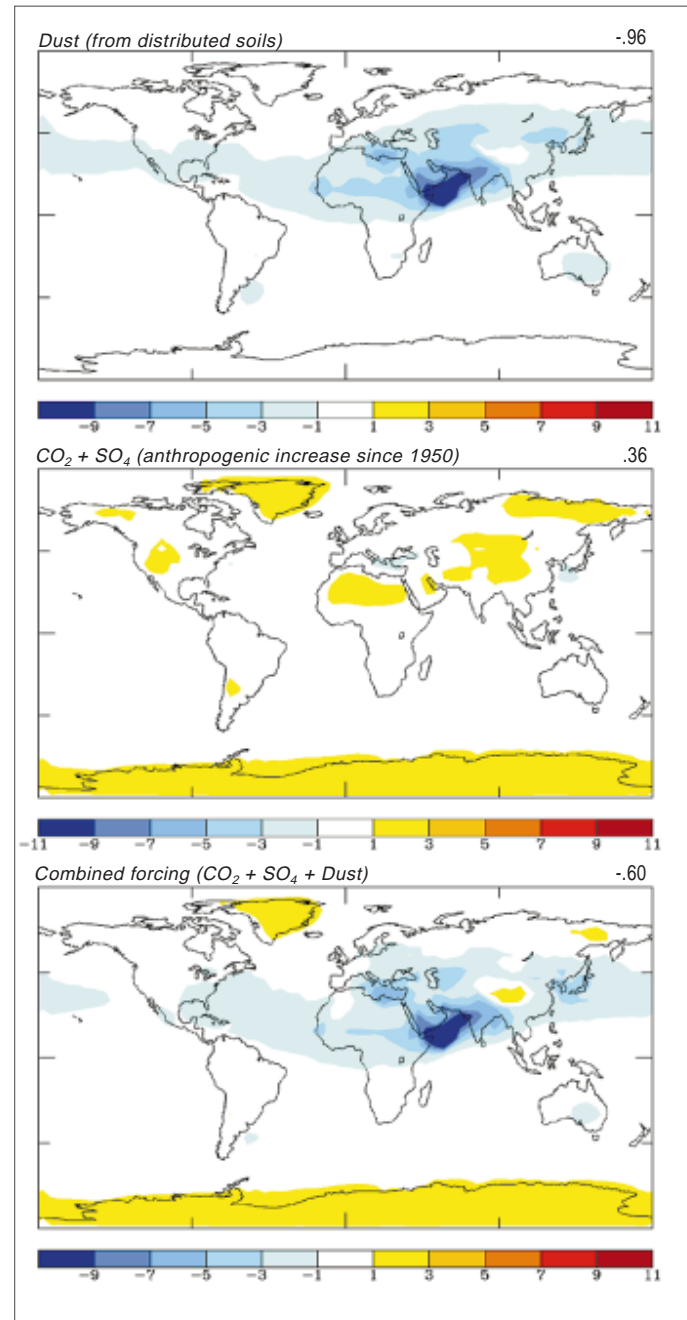 Dust (from distributed soils) -.96
-9 -7 -5 -3 -1 1 3 5 7 9 11
CO₂ + SO₄ (anthropogenic increase since 1950) .36
-11 -9 -7 -5 -3 -1 1 3 5 7 9 11
Combined forcing (CO₂ + SO₄ + Dust) -.60
-9 -7 -5 -3 -1 1 3 5 7 9 11